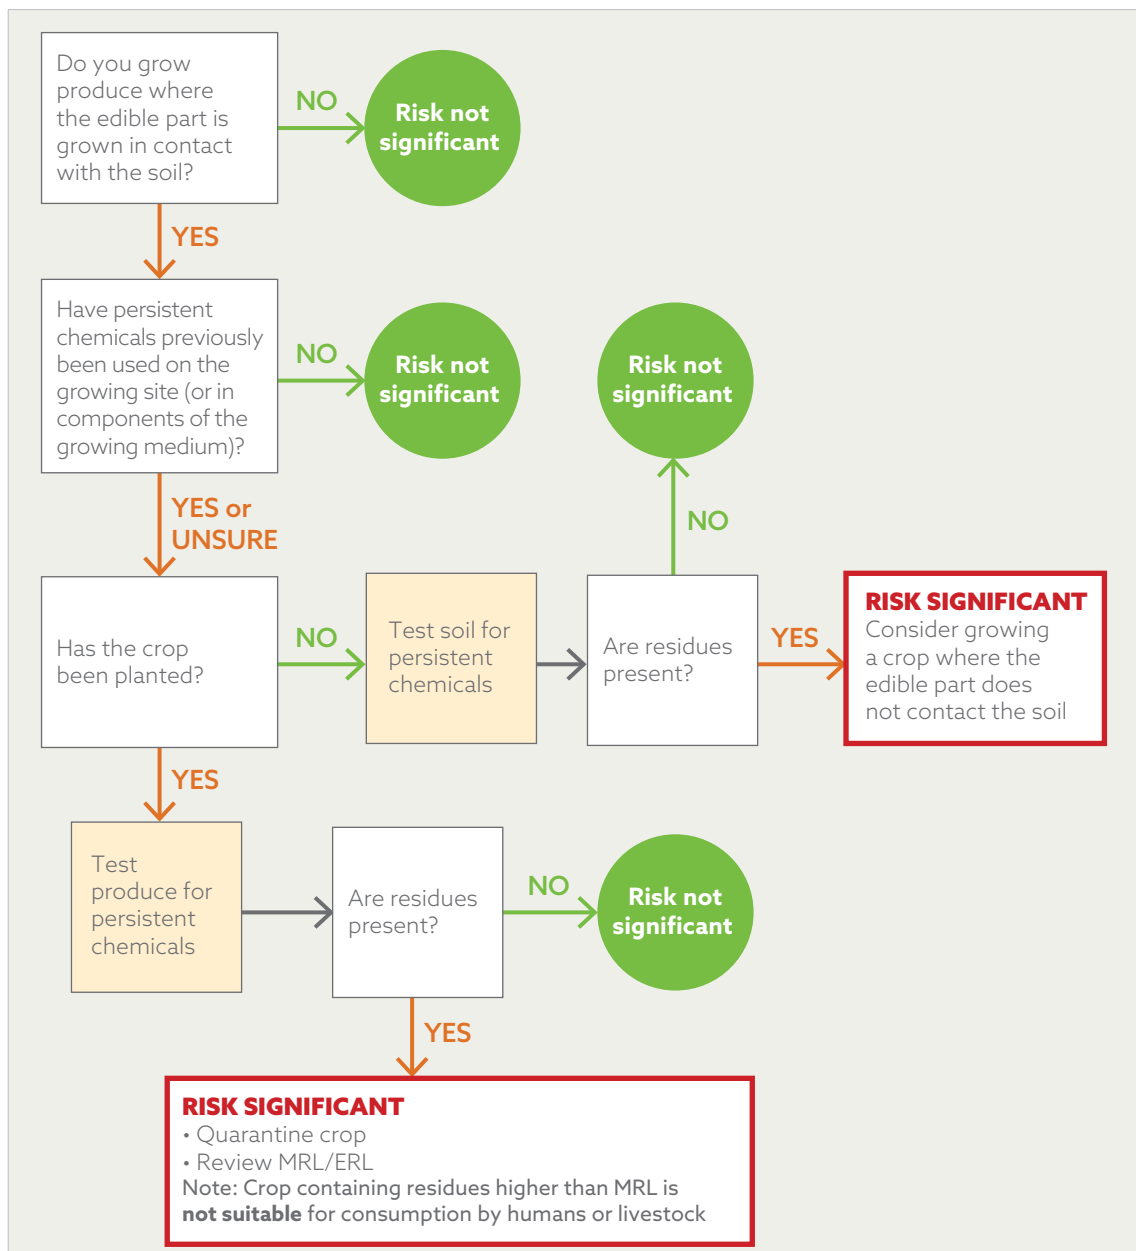 Do you grow
produce where
the edible part is
grown in contact
with the soil?
NO
Risk not
significant
YES
Have persistent
chemicals previously
been used on the
growing site (or in
components of the
growing medium)?
NO
Risk not
significant
Risk not
significant
YES or
UNSURE
NO
Has the crop
been planted?
NO
Test soil for
persistent
chemicals
Are residues
present?
YES
RISK SIGNIFICANT
Consider growing
a crop where the
edible part does
not contact the soil
YES
Test
produce for
persistent
chemicals
Are residues
present?
NO
Risk not
significant
YES
RISK SIGNIFICANT
• Quarantine crop
• Review MRL/ERL
Note: Crop containing residues higher than MRL is
not suitable for consumption by humans or livestock